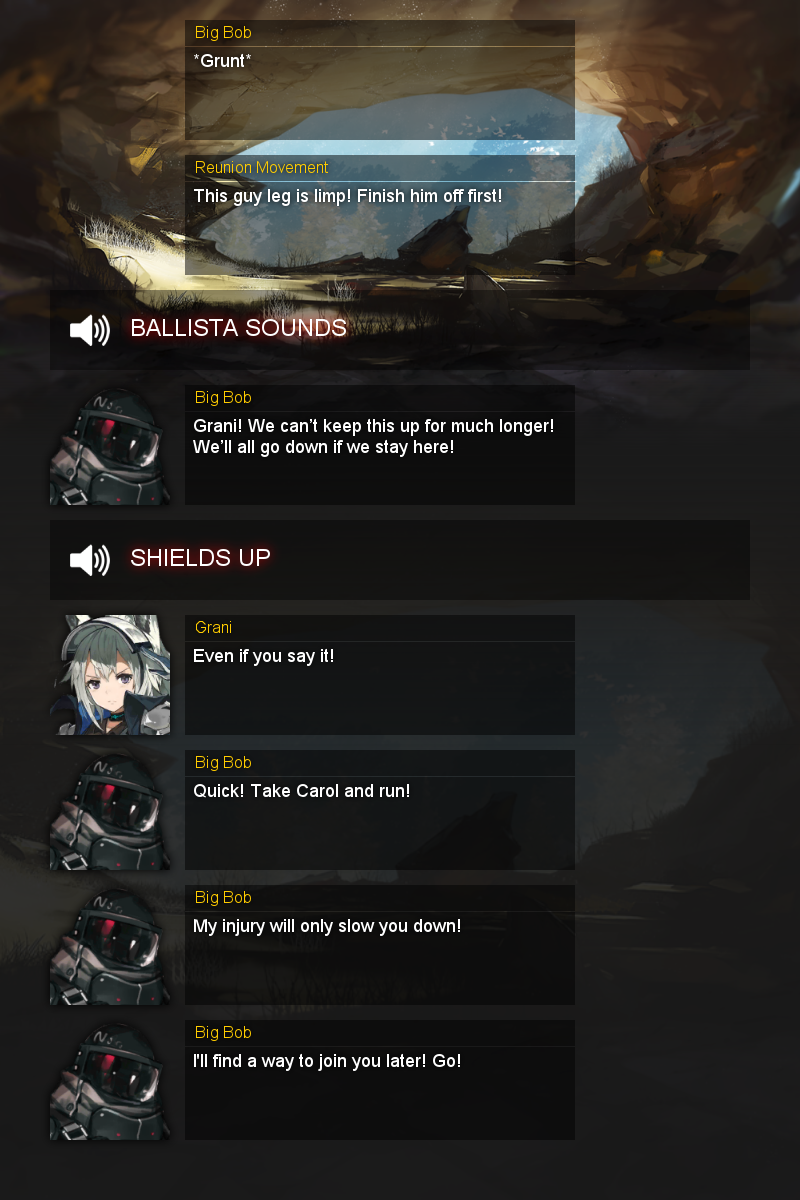 Big Bob
*Grunt*
Reunion Movement
This guy leg is limp! Finish him off first!
BALLISTA SOUNDS
Big Bob
Grani! We can't keep this up for much longer!
We'll all go down if we stay here!
SHIELDS UP
Grani
Even if you say it!
Big Bob
Quick! Take Carol and run!
Big Bob
My injury will only slow you down!
Big Bob
I'll find a way to join you later! Go!